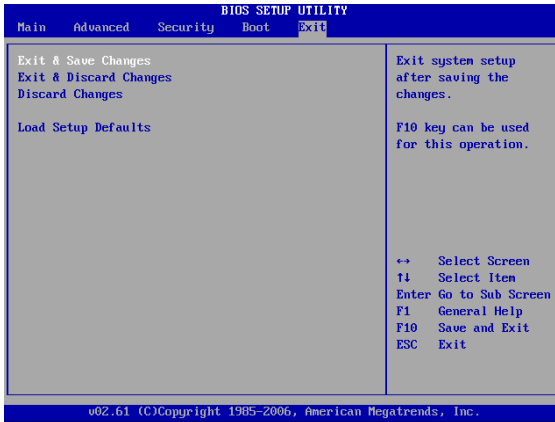 BIOS SETUP UTILITY
Main Advanced Security Boot Exit
Exit & Save Changes
Exit & Discard Changes
Discard Changes
Load Setup Defaults
Exit system setup
after saving the
changes.
F10 key can be used
for this operation.
↔ Select Screen
↑↓ Select Item
Enter Go to Sub Screen
F1 General Help
F10 Save and Exit
ESC Exit
v02.61 (C)Copyright 1985-2006, American Megatrends, Inc.